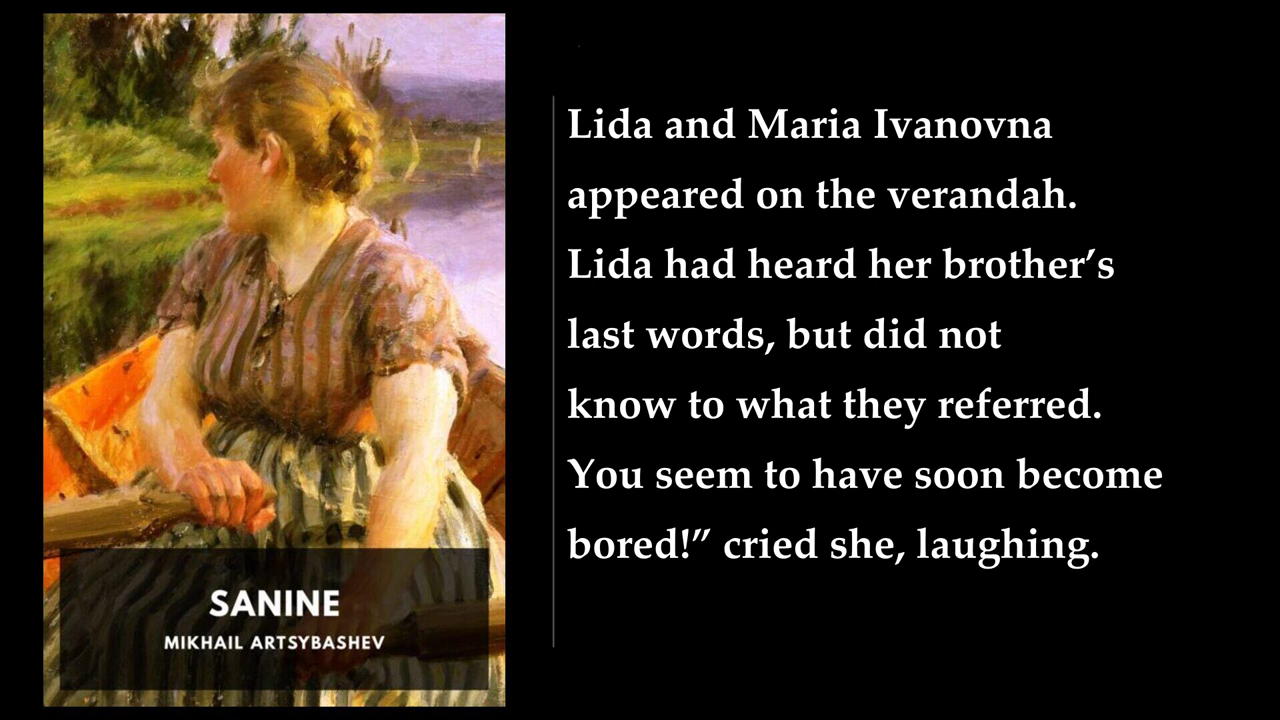 SANINE
MIKHAIL ARTSYBASHEV
Lida and Maria Ivanovna
appeared on the verandah.
Lida had heard her brother’s
last words, but did not
know to what they referred.
You seem to have soon become
bored!” cried she, laughing.